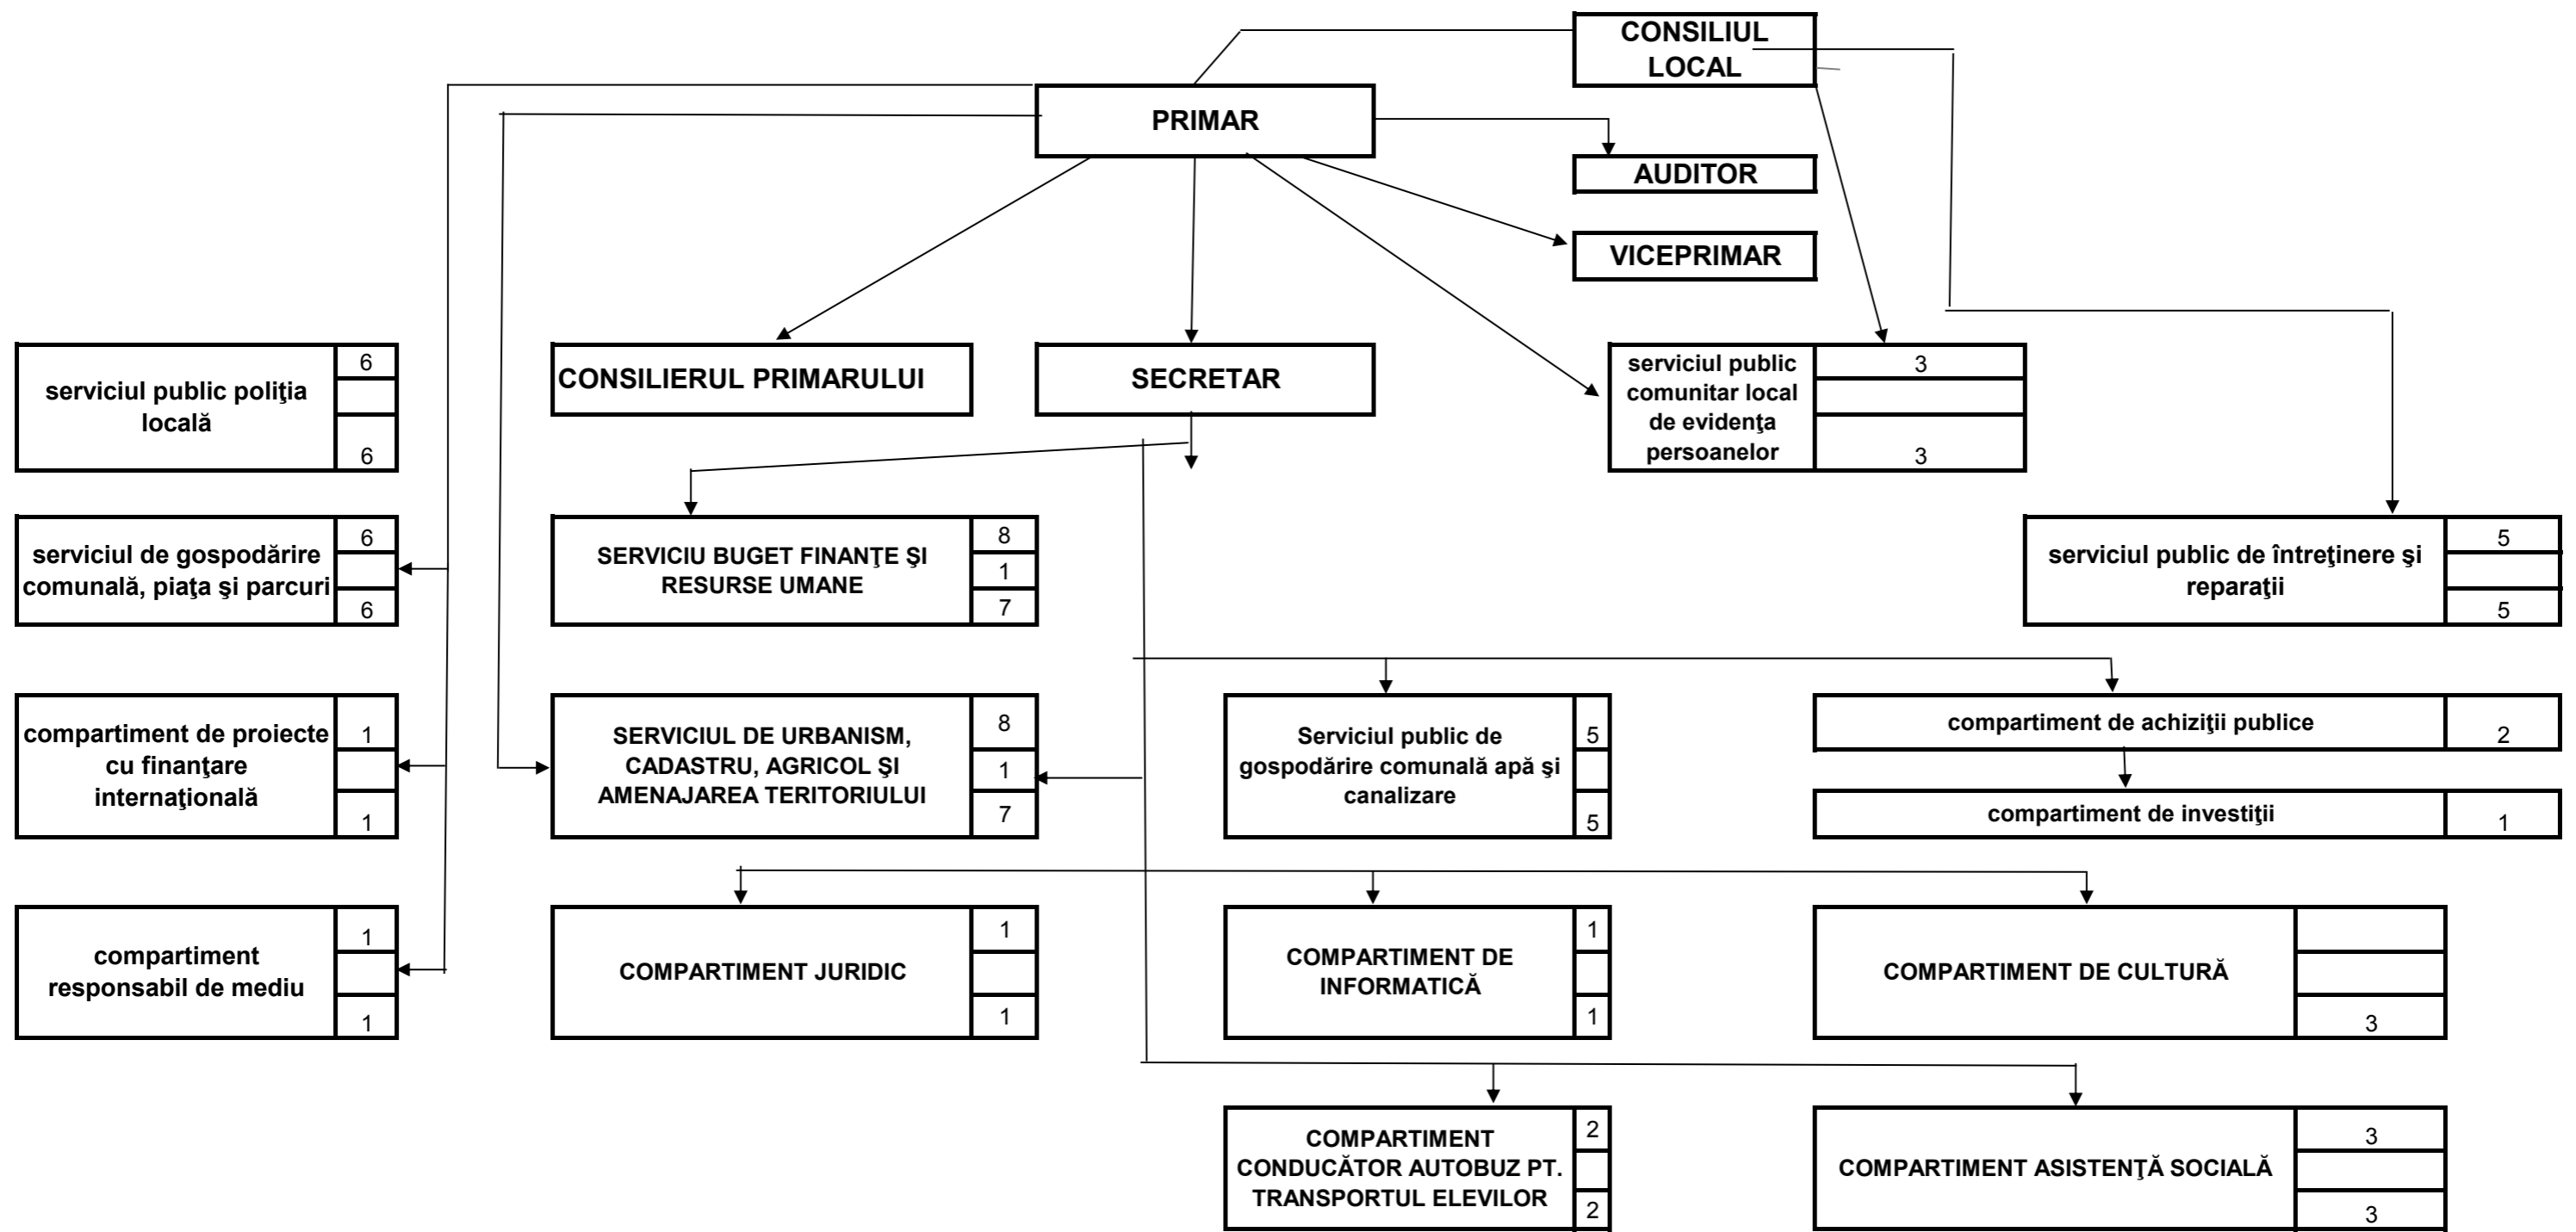 CONSILIUL
LOCAL
PRIMAR
AUDITOR
VICEPRIMAR
serviciul public poliţia
locală
6
6
CONSILIERUL PRIMARULUI
SECRETAR
serviciul public
comunitar local
de evidenţa
persoanelor
3
3
serviciul de gospodărire
comunală, piaţa şi parcuri
6
6
SERVICIU BUGET FINANŢE ŞI
RESURSE UMANE
8
1
7
serviciul public de întreţinere şi
reparaţii
5
5
compartiment de proiecte
cu finanţare
internaţională
1
1
SERVICIUL DE URBANISM,
CADASTRU, AGRICOL ŞI
AMENAJAREA TERITORIULUI
8
1
7
Serviciul public de
gospodărire comunală apă şi
canalizare
5
5
compartiment de achiziţii publice
2
compartiment de investiţii
1
compartiment
responsabil de mediu
1
1
COMPARTIMENT JURIDIC
1
1
COMPARTIMENT DE
INFORMATICĂ
1
1
COMPARTIMENT DE CULTURĂ
3
COMPARTIMENT
CONDUCĂTOR AUTOBUZ PT.
TRANSPORTUL ELEVILOR
2
2
COMPARTIMENT ASISTENŢĂ SOCIALĂ
3
3